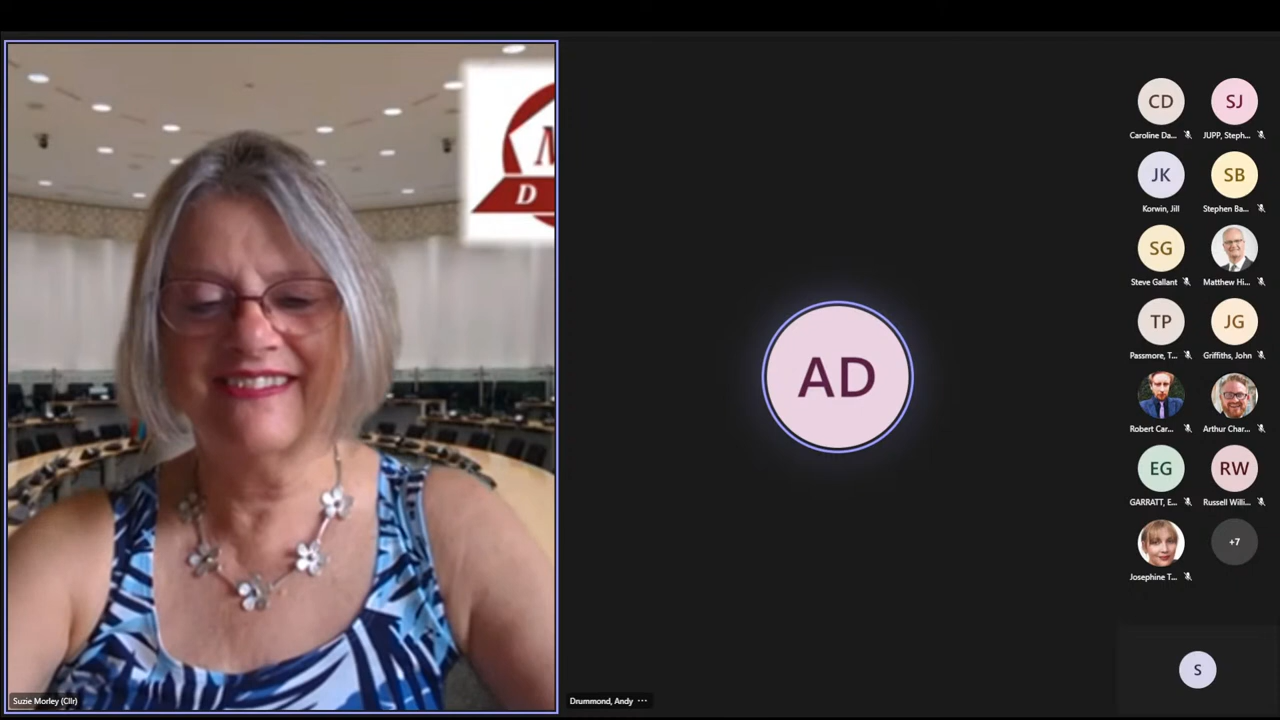 M
D
Suzie Morley (Cllr)
AD
Drummond, Andy ...
CD
SJ
Caroline Da...
JUPP, Steph...
JK
SB
Korwin, Jill
Stephen Ba...
SG
Steve Gallant
Matthew Hi...
TP
JG
Passmore, T...
Griffiths, John
Robert Car...
Arthur Char...
EG
RW
GARRATT, E...
Russell Willi...
+7
Josephine T...
S